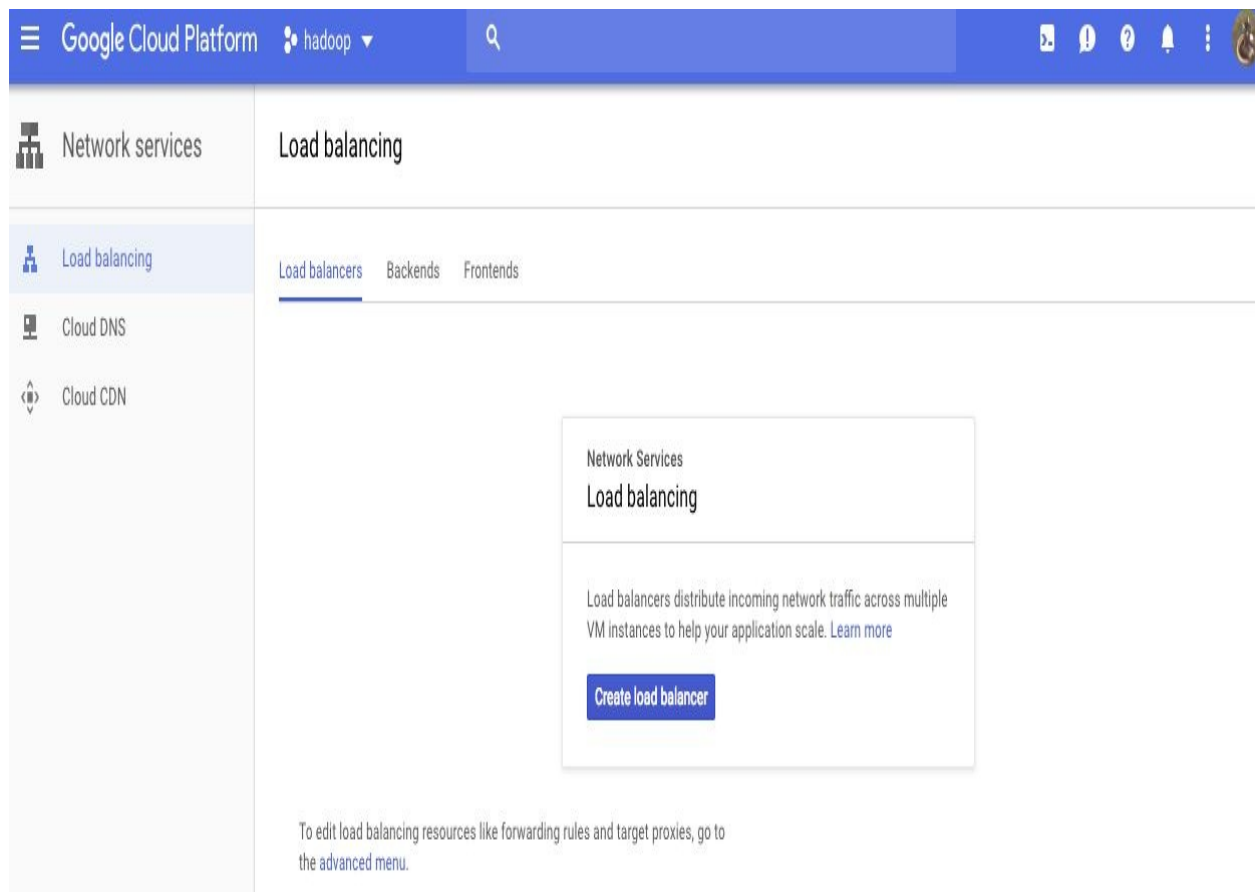 Google Cloud Platform
hadoop
Network services
Load balancing
Load balancing
Cloud DNS
Cloud CDN
Load balancers
Backends
Frontends
Network Services
Load balancing
Load balancers distribute incoming network traffic across multiple
VM instances to help your application scale. Learn more
Create load balancer
To edit load balancing resources like forwarding rules and target proxies, go to
the advanced menu.